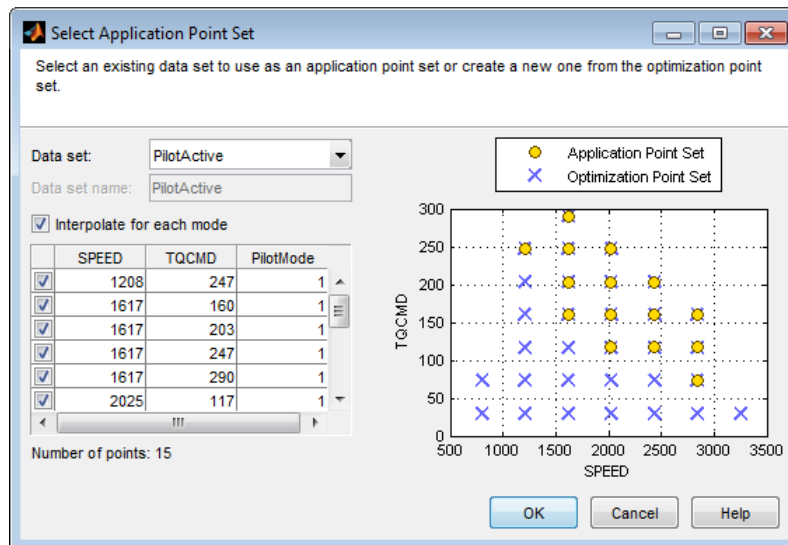 Select Application Point Set
Select an existing data set to use as an application point set or create a new one from the optimization point
set.
Data set: PilotActive
Data set name: PilotActive
Interpolate for each mode
SPEED TQCMD PilotMode
1208 247 1
1617 160 1
1617 203 1
1617 247 1
1617 290 1
2025 117 1
Number of points: 15
Application Point Set
Optimization Point Set
300
250
200
150
100
50
0
TQCMD
500 1000 1500 2000 2500 3000 3500
SPEED
OK Cancel Help